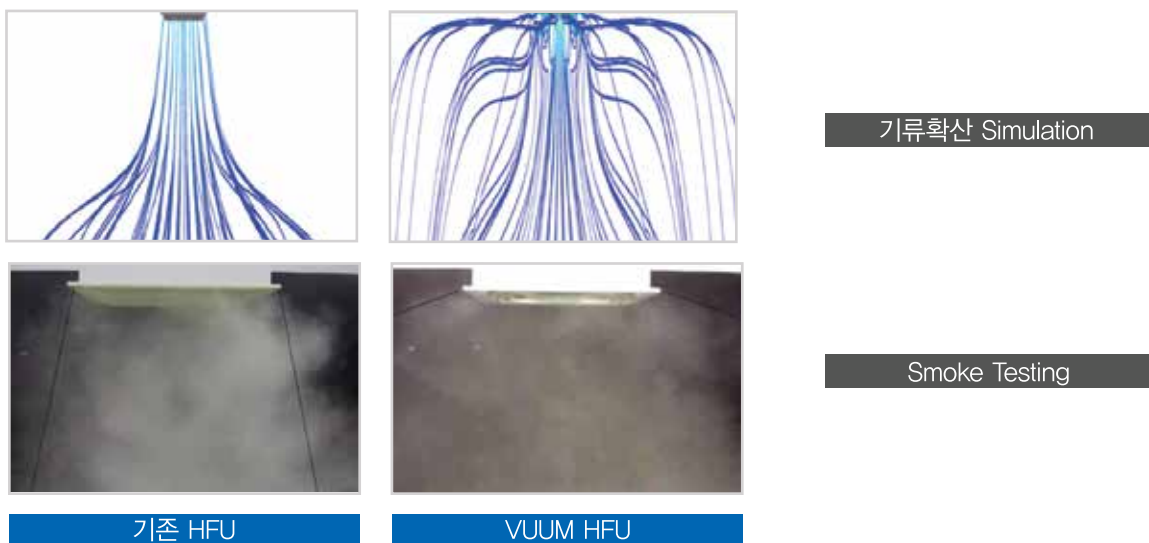 기류확산 Simulation
Smoke Testing
기존 HFU
VUUM HFU